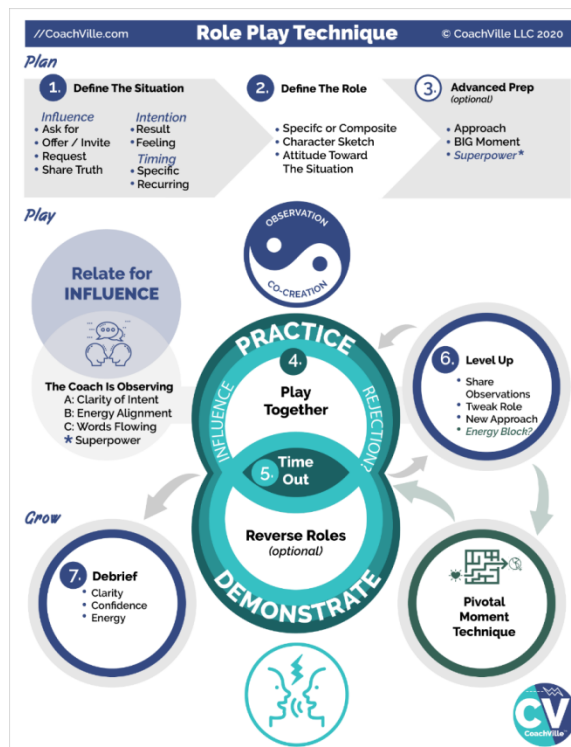 //CoachVille.com
Role Play Technique
© CoachVille LLC 2020
Plan
1. Define The Situation
Influence
• Ask for
• Offer / Invite
• Request
• Share Truth
Intention
• Result
• Feeling
Timing
• Specific
• Recurring
2. Define The Role
• Specifc or Composite
• Character Sketch
• Attitude Toward
The Situation
3. Advanced Prep
(optional)
• Approach
• BIG Moment
• Superpower*
Play
OBSERVATION
CO-CREATION
Relate for
INFLUENCE
The Coach Is Observing
A: Clarity of Intent
B: Energy Alignment
C: Words Flowing
* Superpower
PRACTICE
4.
Play
Together
INFLUENCE
REJECTION?
5. Time
Out
Reverse Roles
(optional)
DEMONSTRATE
6. Level Up
• Share
Observations
• Tweak Role
• New Approach
• Energy Block?
Grow
7. Debrief
• Clarity
• Confidence
• Energy
Pivotal
Moment
Technique
CV
CoachVille